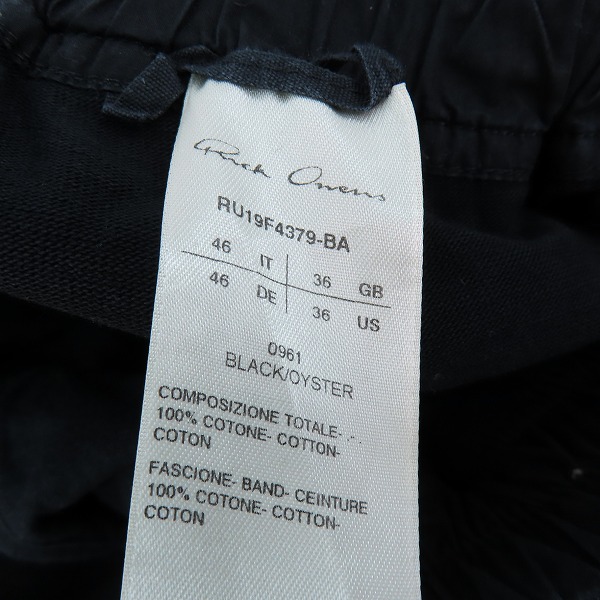 Rick Owens
RU19F4379-BA
46 IT 36 GB
46 DE 36 US
0961
BLACK/OYSTER
COMPOSIZIONE TOTALE- - -
100% COTONE- COTTON-
COTON
FASCIONE- BAND- CEINTURE
100% COTONE- COTTON-
COTON